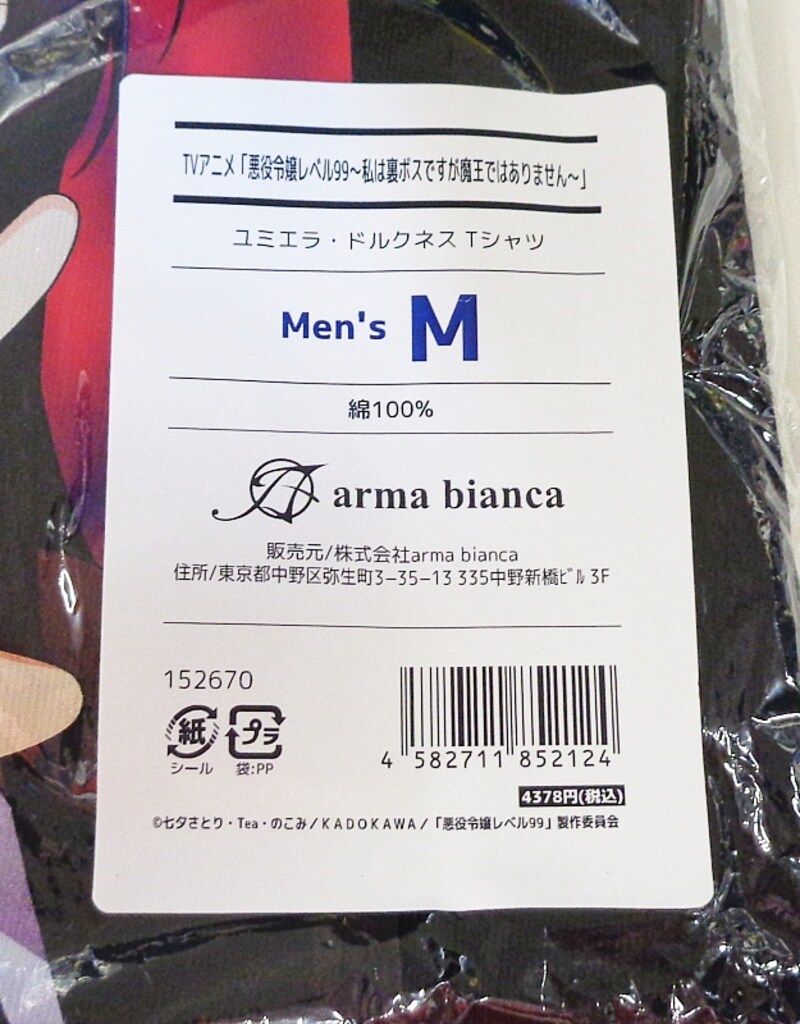 TVアニメ「悪役令嬢レベル99～私は裏ボスですが魔王ではありません～」
ユミエラ・ドルクネス Tシャツ
Men's M
綿100%
arma bianca
販売元/株式会社arma bianca
住所/東京都中野区弥生町3−35−13 335中野新橋ﾋﾞﾙ 3F
152670
紙 プラ
シール 袋:PP
4 582711 852124
4378円(税込)
©七夕さとり・Tea・のこみ/KADOKAWA/「悪役令嬢レベル99」製作委員会